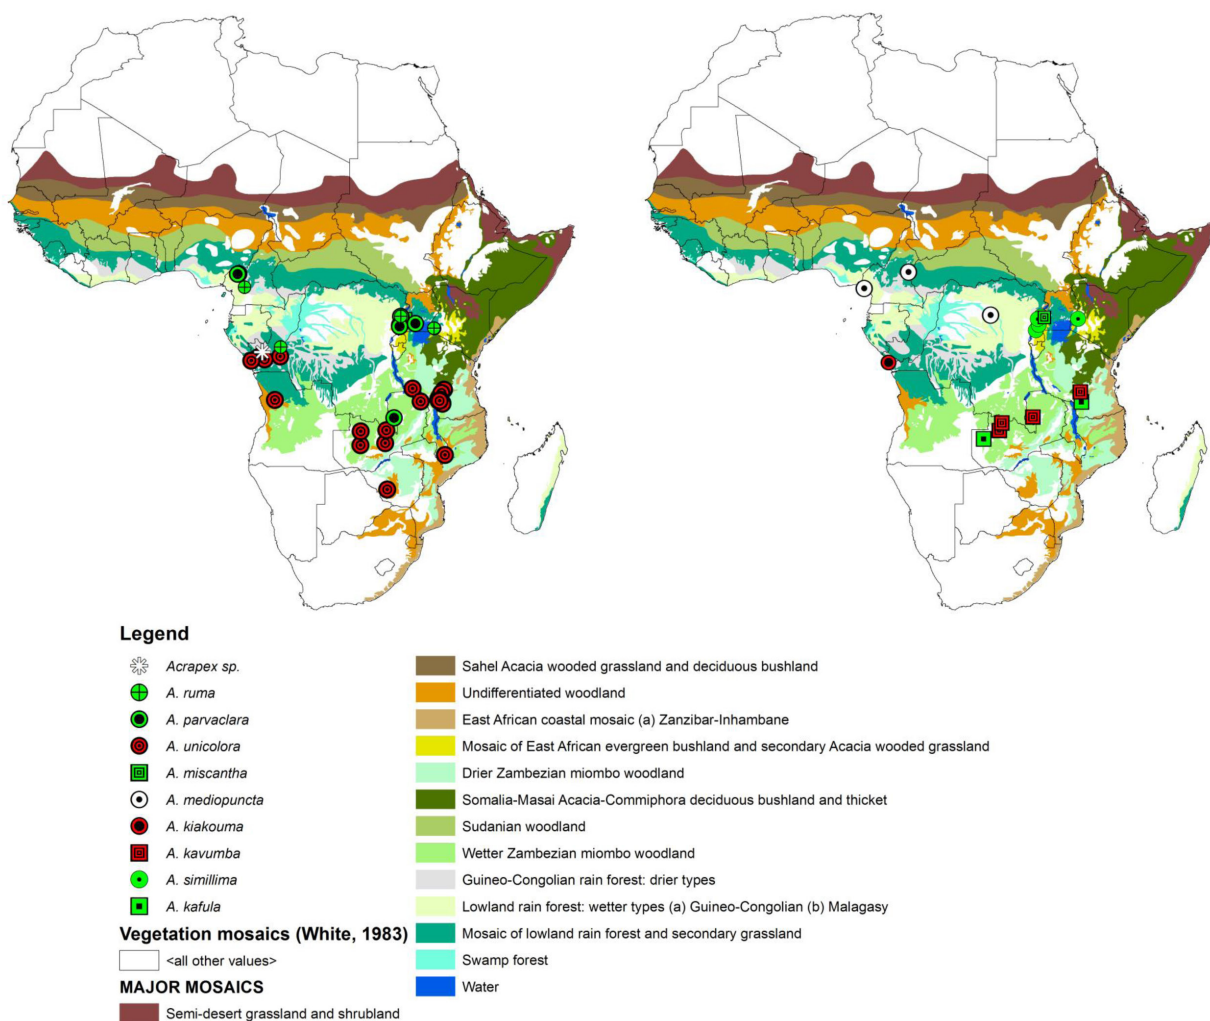 Legend
Acrapex sp.
A. ruma
A. parvaclara
A. unicolora
A. miscantha
A. mediopuncta
A. kiakouma
A. kavumba
A. simillima
A. kafula
Vegetation mosaics (White, 1983)
<all other values>
MAJOR MOSAICS
Semi-desert grassland and shrubland
Sahel Acacia wooded grassland and deciduous bushland
Undifferentiated woodland
East African coastal mosaic (a) Zanzibar-Inhambane
Mosaic of East African evergreen bushland and secondary Acacia wooded grassland
Drier Zambezian miombo woodland
Somalia-Masai Acacia-Commiphora deciduous bushland and thicket
Sudanian woodland
Wetter Zambezian miombo woodland
Guineo-Congolian rain forest: drier types
Lowland rain forest: wetter types (a) Guineo-Congolian (b) Malagasy
Mosaic of lowland rain forest and secondary grassland
Swamp forest
Water